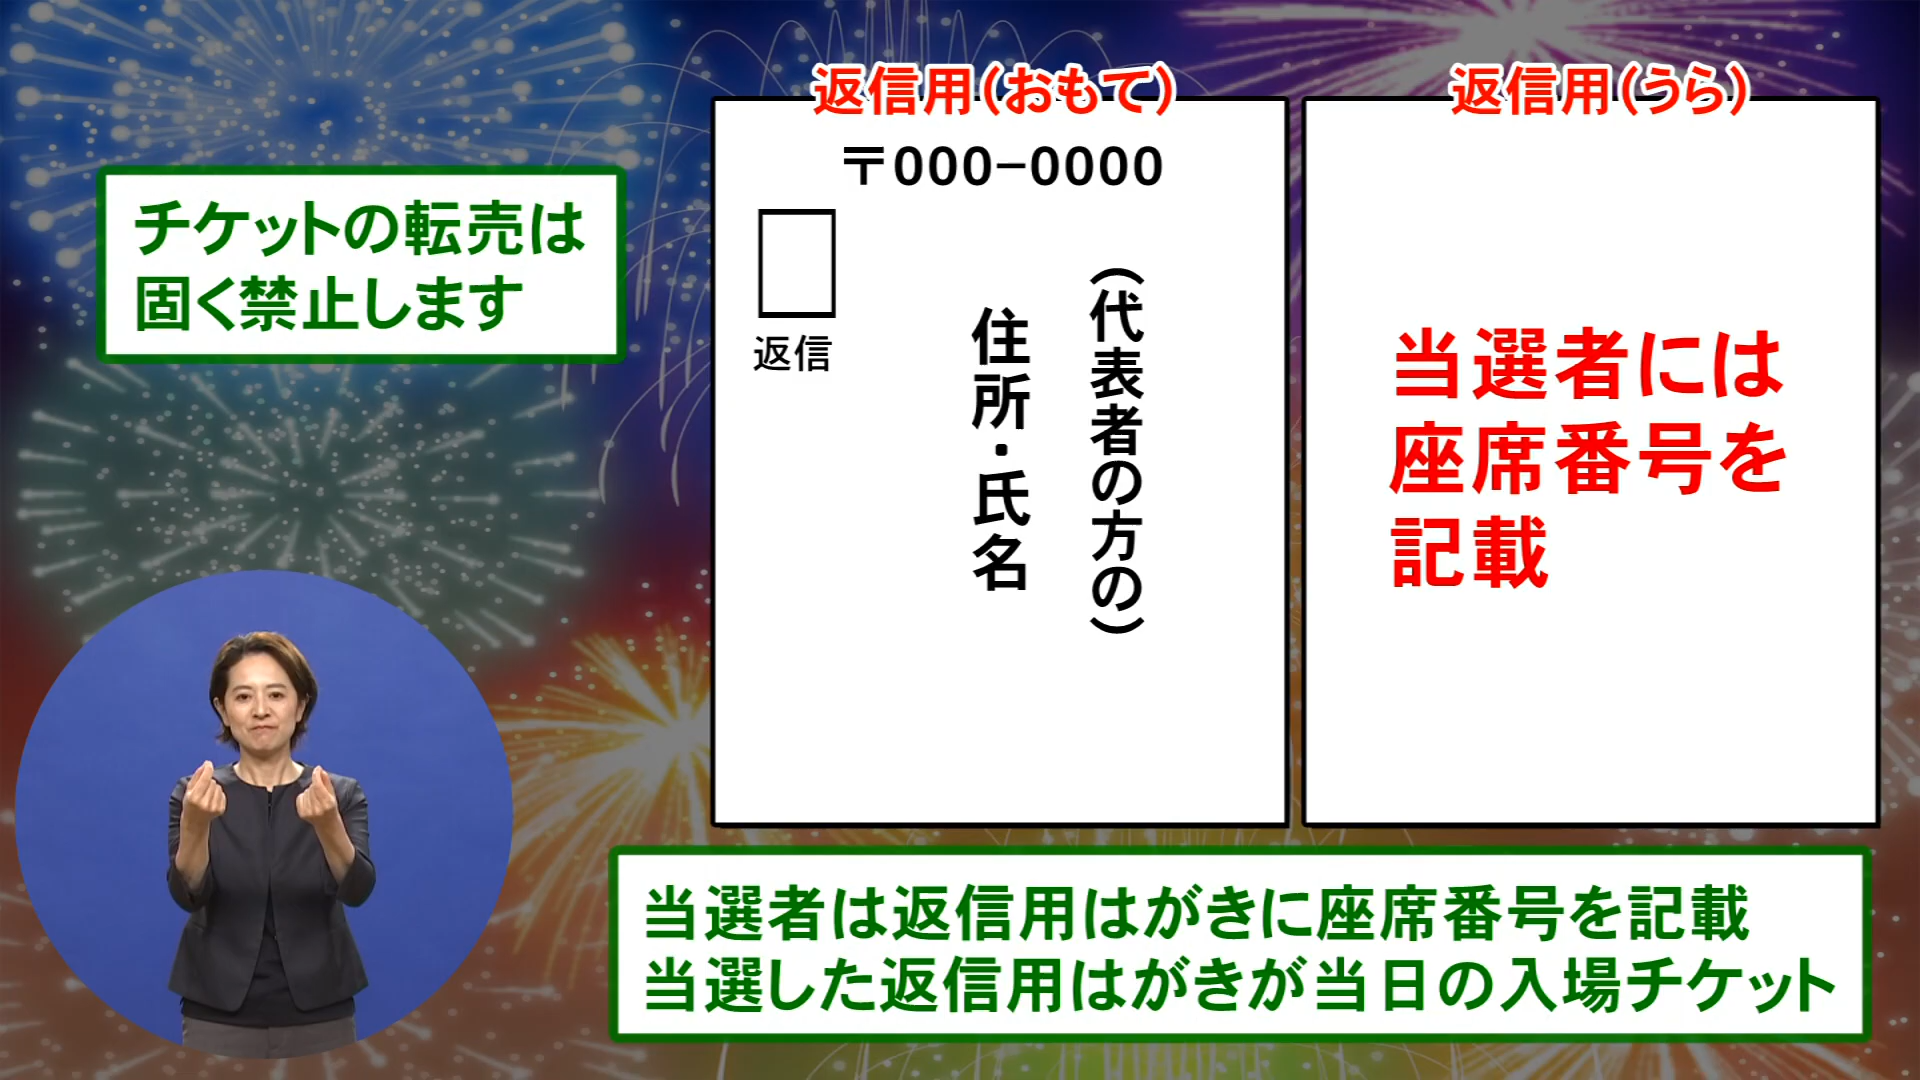 チケットの転売は
固く禁止します
返信用(おもて)
〒000-0000
返信
(代表者の方の)
住所・氏名
返信用(うら)
当選者には
座席番号を
記載
当選者は返信用はがきに座席番号を記載
当選した返信用はがきが当日の入場チケット